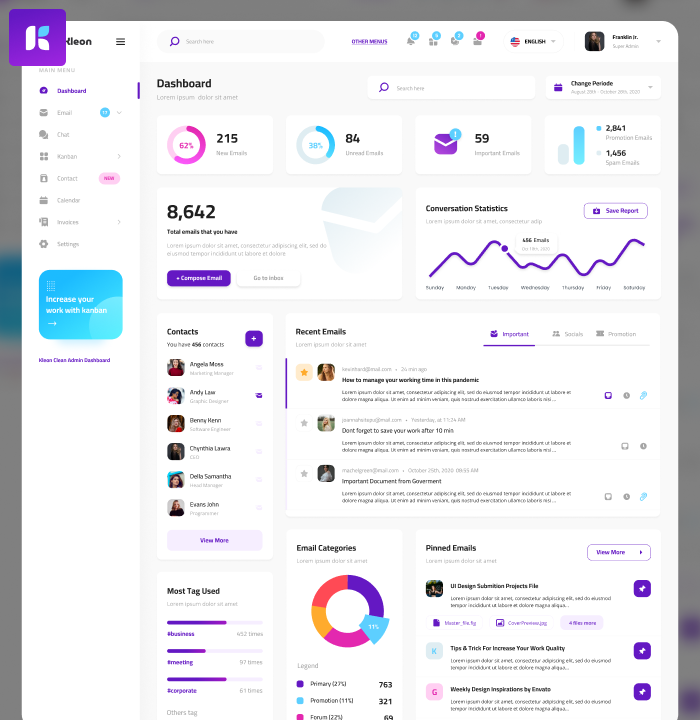 Kleon
MAIN MENU
Dashboard
Email
Chat
Kanban
Contact
NEW
Calendar
Invoices
Settings
Increase your
work with kanban
→
Kleon Clean Admin Dashboard
Search here
OTHER MENUS
ENGLISH
Franklin Jr.
Super Admin
Dashboard
Lorem ipsum dolor sit amet
Search here
Change Periode
August 28th - October 28th, 2020
62%
215
New Emails
38%
84
Unread Emails
59
Important Emails
2,841
Promotion Emails
1,456
Spam Emails
8,642
Total emails that you have
Lorem ipsum dolor sit amet, consectetur adipiscing elit, sed do
eiusmod tempor incididunt ut labore et dolore
+ Compose Email
Go to inbox
Conversation Statistics
Lorem ipsum dolor sit amet, consectetur adip
Save Report
456 Emails
Oct 18th, 2020
Sunday
Monday
Tuesday
Wednesday
Thursday
Friday
Saturday
Contacts
You have 456 contacts
+
Angela Moss
Marketing Manager
Andy Law
Graphic Designer
Benny Kenn
Software Engineer
Chynthia Lawra
CEO
Della Samantha
Head Manager
Evans John
Programmer
View More
Recent Emails
Lorem ipsum dolor sit amet
Important
Socials
Promotion
kevinhard@mail.com • 24 min ago
How to manage your working time in this pandemic
Lorem ipsum dolor sit amet, consectetur adipiscing elit, sed do eiusmod tempor incididunt ut labore et
dolore magna aliqua. Ut enim ad minim veniam, quis nostrud exercitation ullamco laboris nisi ...
Yesterday, at 11:24 AM
Dont forget to save your work after 10 min
Lorem ipsum dolor sit amet, consectetur adipiscing elit, sed do eiusmod tempor incididunt ut labore et
dolore magna aliqua. Ut enim ad minim veniam, quis nostrud exercitation ullamco laboris nisi ...
machelgreen@mail.com • October 25th, 2020 08:55 AM
Important Document from Goverment
Lorem ipsum dolor sit amet, consectetur adipiscing elit, sed do eiusmod tempor incididunt ut labore et
dolore magna aliqua. Ut enim ad minim veniam, quis nostrud exercitation ullamco laboris nisi ...
Most Tag Used
Lorem ipsum dolor sit amet
#business
452 times
#meeting
97 times
#corporate
61 times
Others tag
Email Categories
Lorem ipsum dolor sit amet
11%
Legend
Primary (27%)
763
Promotion (11%)
321
Forum (22%)
69
Pinned Emails
Lorem ipsum dolor sit amet
View More
UI Design Submition Projects File
Lorem ipsum dolor sit amet, consectetur adipiscing elit, sed do eiusmod
tempor incididunt ut labore et dolore magna aliqua...
Master_file.fig
CoverPreview.jpg
4 files more
K
Tips & Trick For Increase Your Work Quality
Lorem ipsum dolor sit amet, consectetur adipiscing elit, sed do eiusmod
tempor incididunt ut labore et dolore magna aliqua...
G
Weekly Design Inspirations by Envato
Lorem ipsum dolor sit amet, consectetur adipiscing elit, sed do eiusmod
tempor incididunt ut labore et dolore magna aliqua...